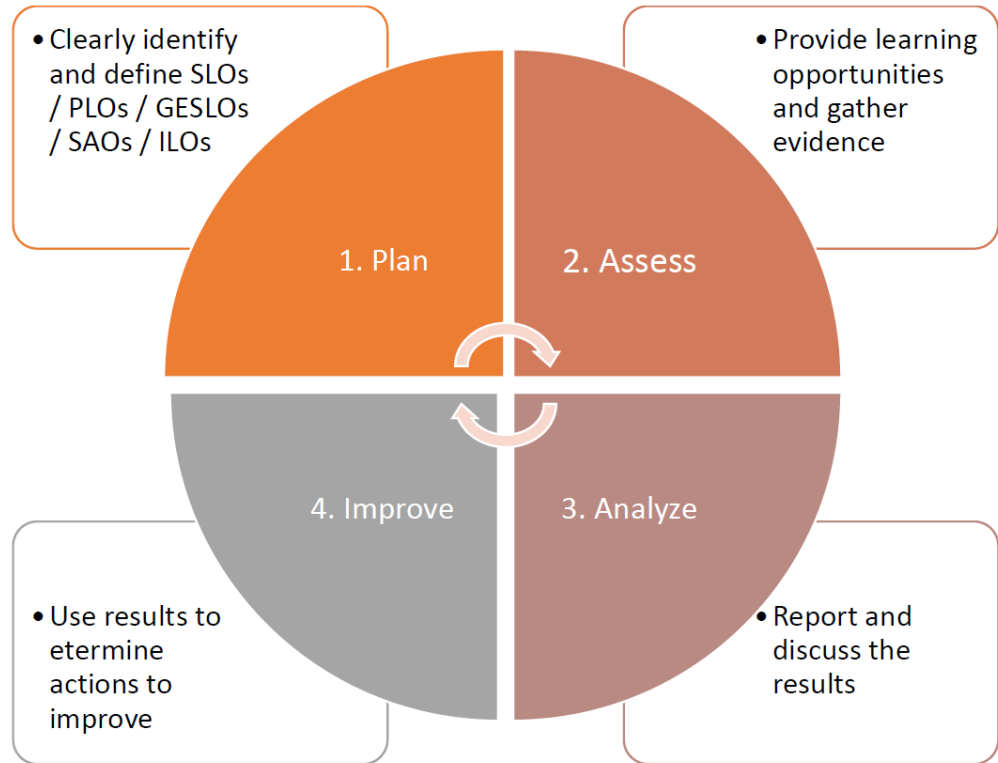 • Clearly identify
and define SLOs
/ PLOs / GESLOs
/ SAOs / ILOs
• Provide learning
opportunities
and gather
evidence
1. Plan
2. Assess
4. Improve
3. Analyze
• Use results to
etermine
actions to
improve
• Report and
discuss the
results